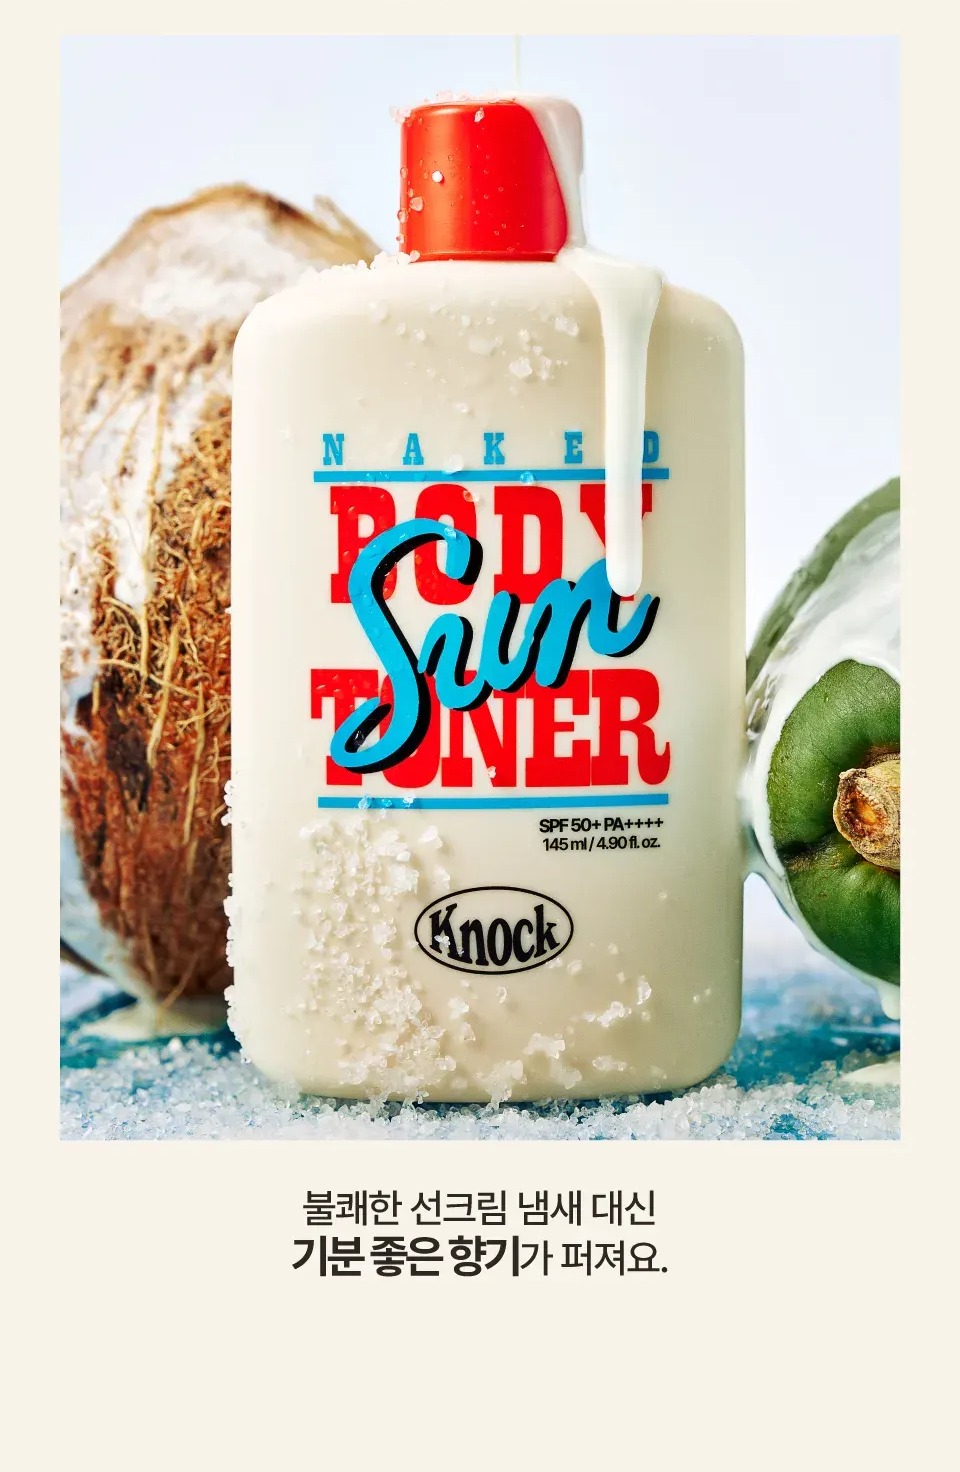 NAKED
BODY
Sun
TONER
SPF 50+ PA++++
145 ml / 4.90 fl. oz.
Knock
불쾌한 선크림 냄새 대신
기분 좋은 향기가 퍼져요.